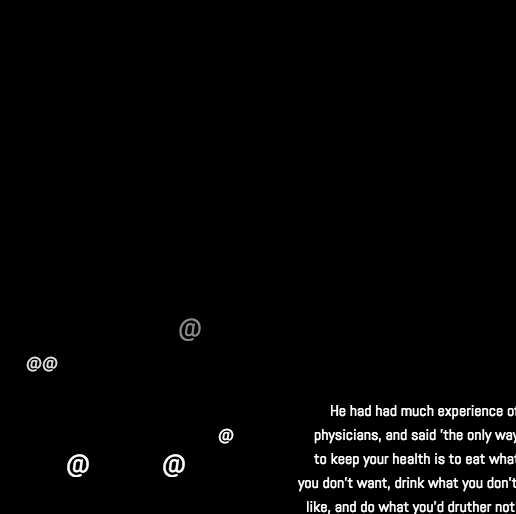 @
@@
He had had much experience of
@
physicians, and said 'the only way
@ @
to keep your health is to eat what
you don't want, drink what you don't
like, and do what you'd druther not